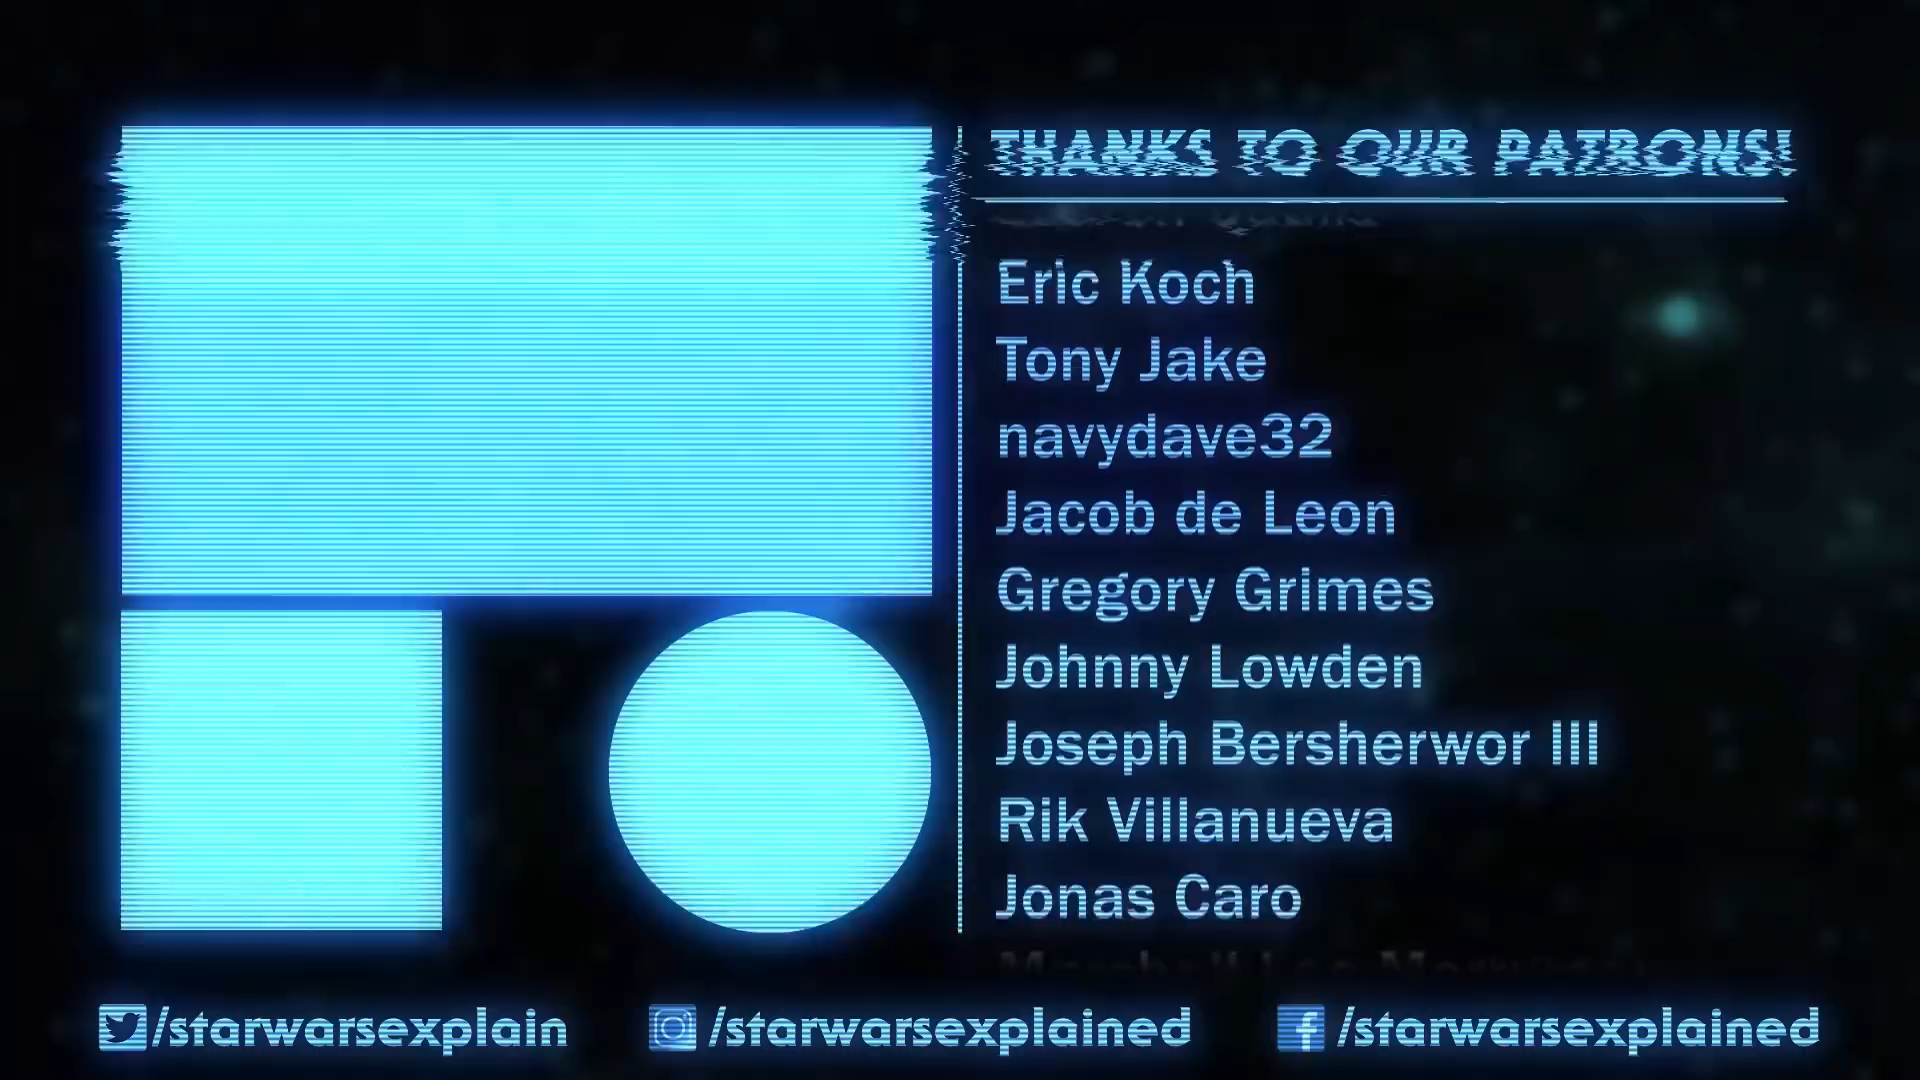 THANKS TO OUR PATRONS!
Eric Koch
Tony Jake
navydave32
Jacob de Leon
Gregory Grimes
Johnny Lowden
Joseph Bersherwor III
Rik Villanueva
Jonas Caro
/starwarsexplain
/starwarsexplained
/starwarsexplained